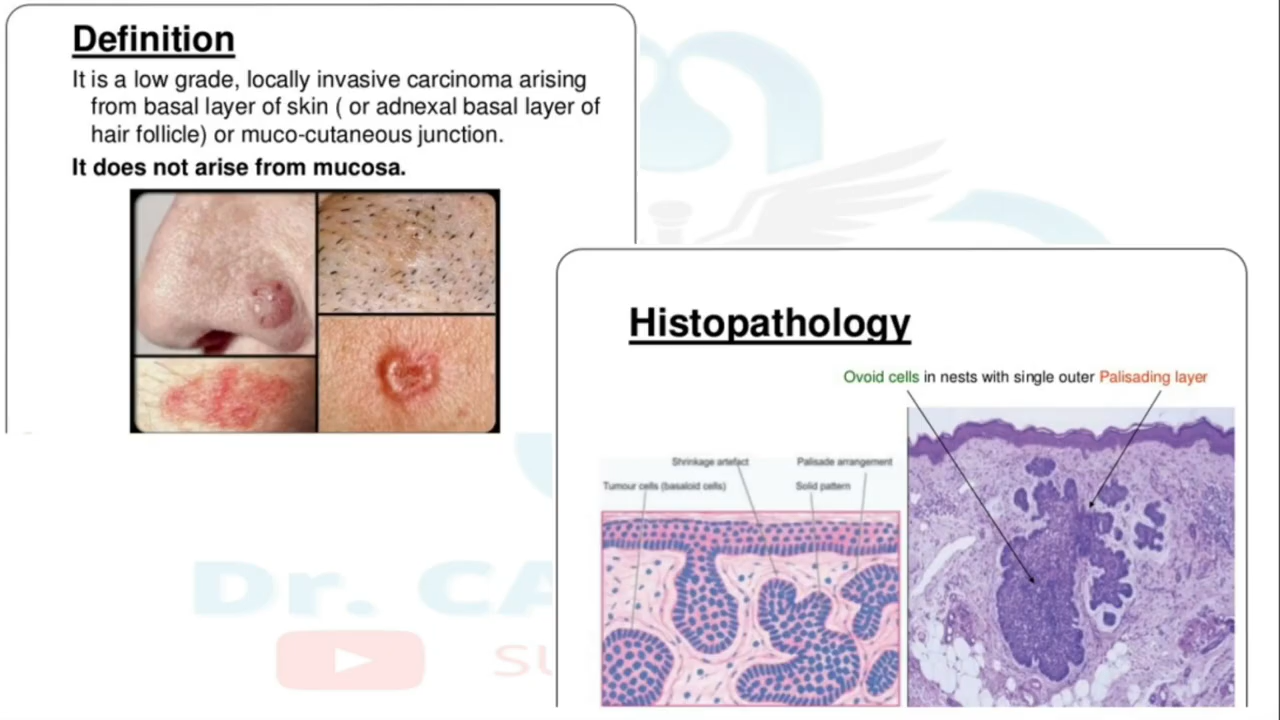 Definition
It is a low grade, locally invasive carcinoma arising
from basal layer of skin ( or adnexal basal layer of
hair follicle) or muco-cutaneous junction.
It does not arise from mucosa.
Histopathology
Ovoid cells in nests with single outer Palisading layer
Shrinkage artefact
Palisade arrangement
Tumour cells (basaloid cells)
Solid pattern
Dr. CA
SU